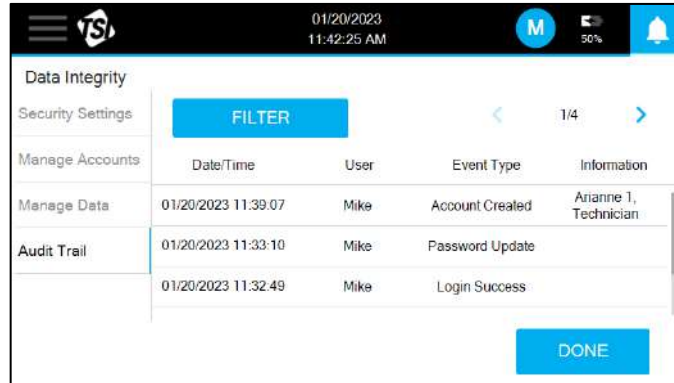 TSI
01/20/2023
11:42:25 AM
M
50%
Data Integrity
Security Settings
Manage Accounts
Manage Data
Audit Trail
FILTER
1/4
Date/Time User Event Type Information
01/20/2023 11:39:07 Mike Account Created Arianne 1,
Technician
01/20/2023 11:33:10 Mike Password Update
01/20/2023 11:32:49 Mike Login Success
DONE